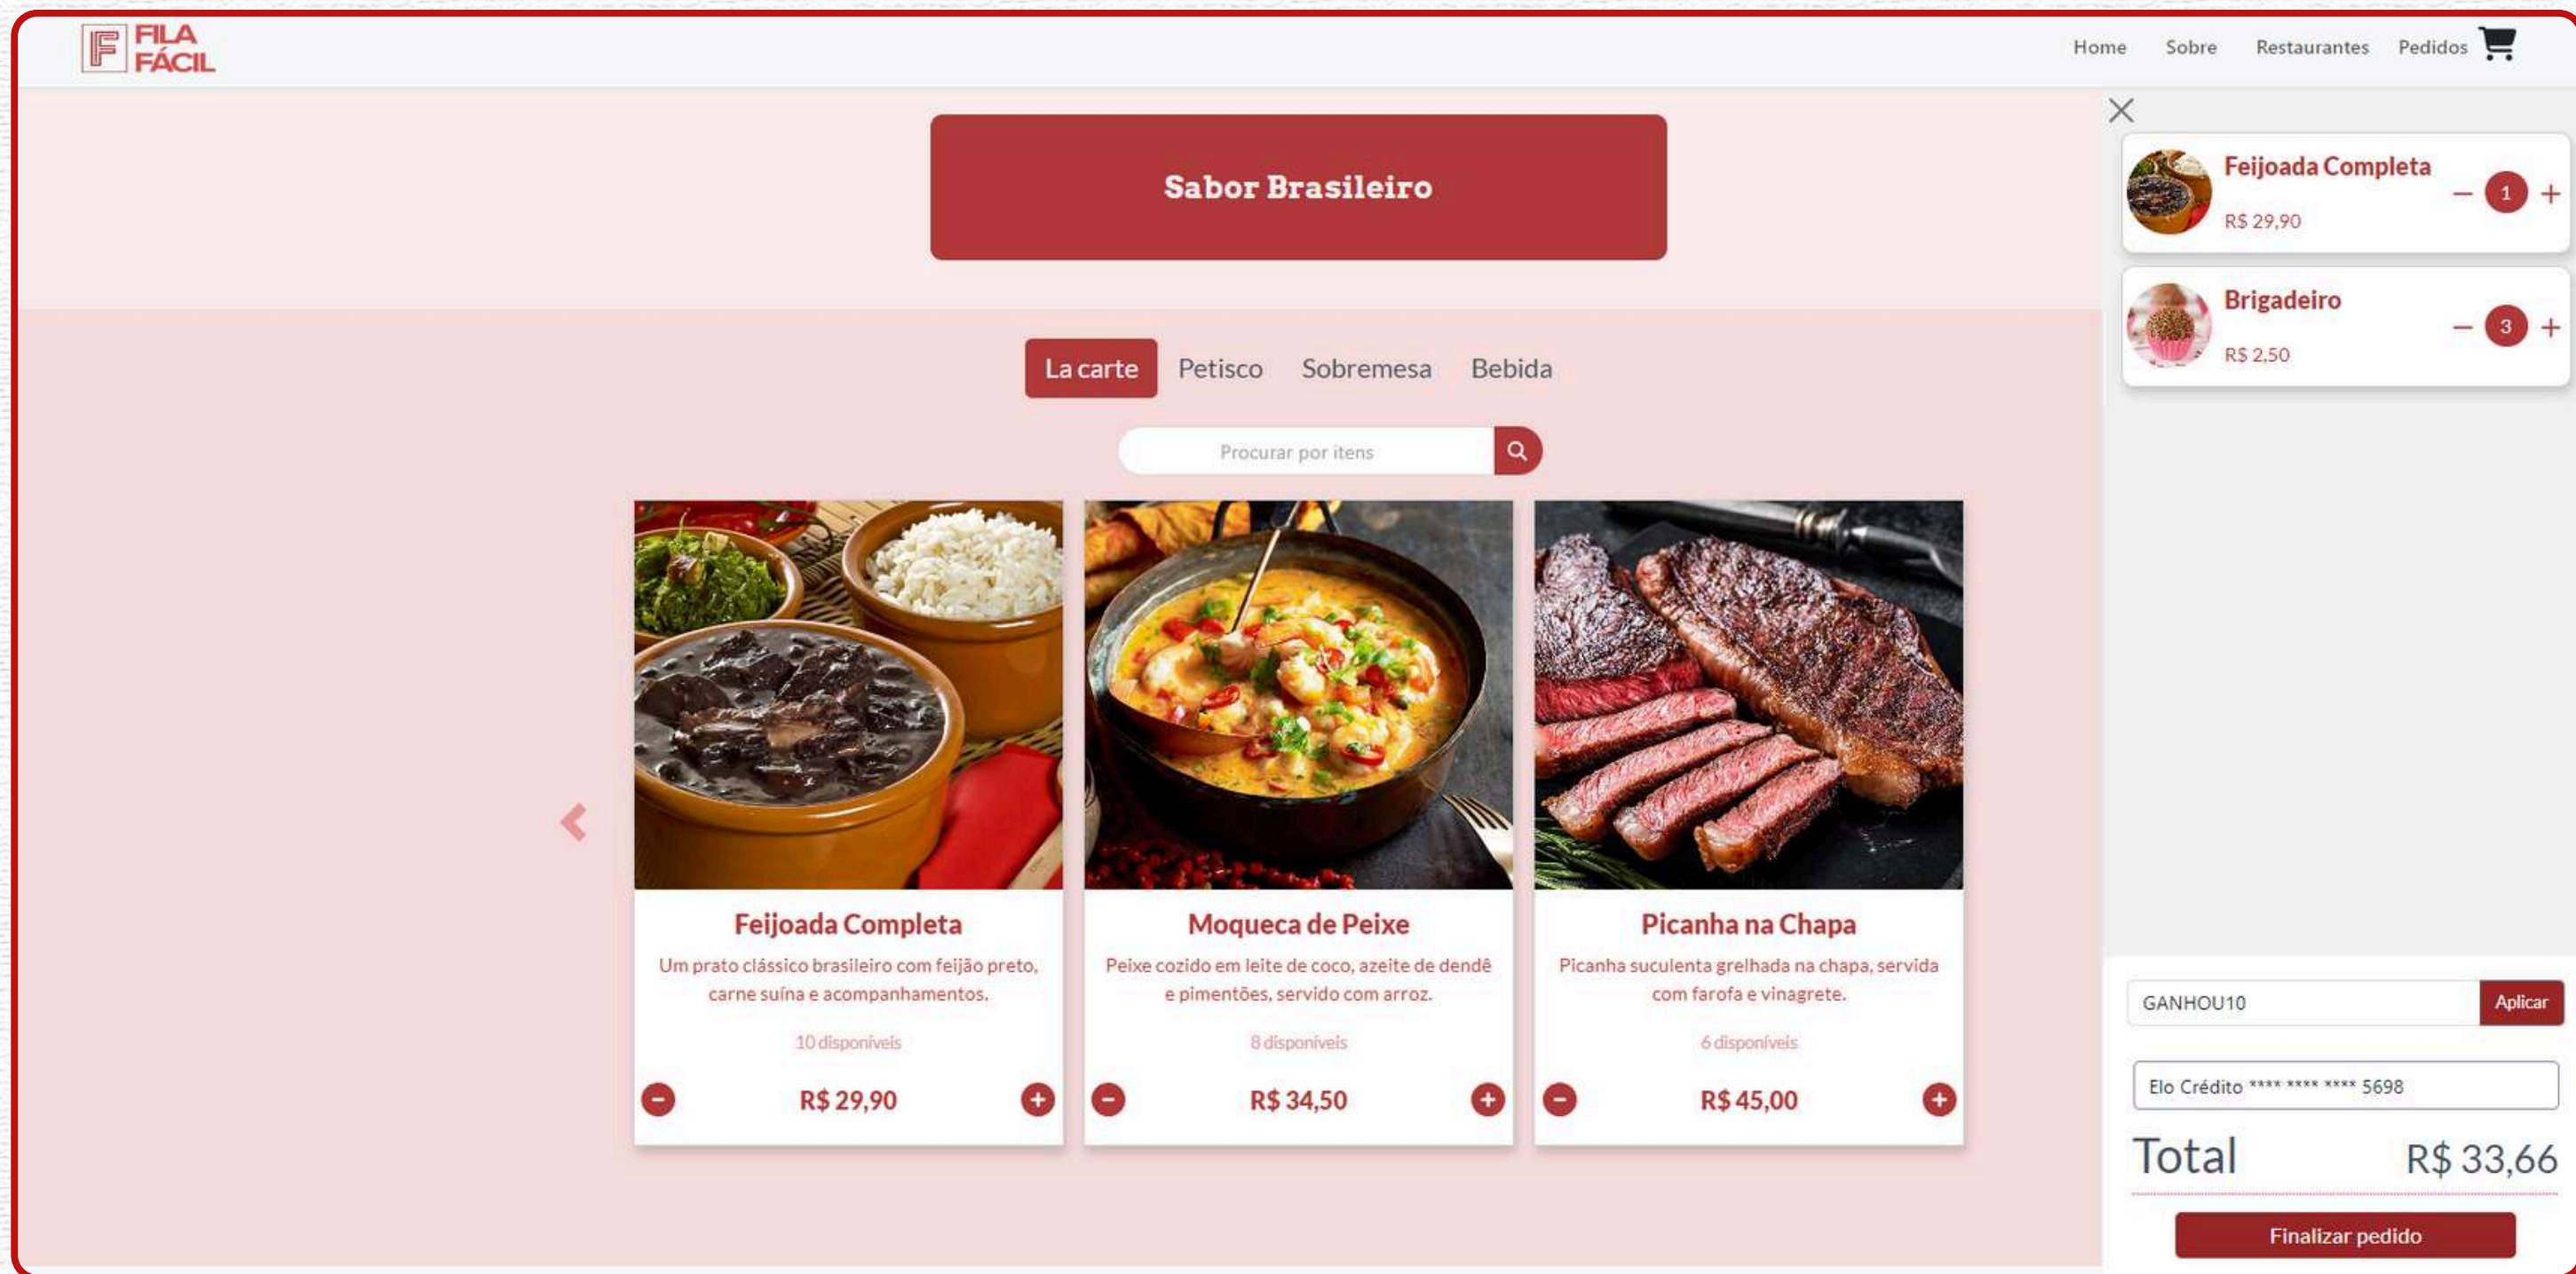 FILA
FÁCIL
Home Sobre Restaurantes Pedidos
Sabor Brasileiro
La carte Petisco Sobremesa Bebida
Procurar por itens
Feijoada Completa
Um prato clássico brasileiro com feijão preto,
carne suína e acompanhamentos.
10 disponíveis
R$ 29,90
Moqueca de Peixe
Peixe cozido em leite de coco, azeite de dendê
e pimentões, servido com arroz.
8 disponíveis
R$ 34,50
Picanha na Chapa
Picanha suculenta grelhada na chapa, servida
com farofa e vinagrete.
6 disponíveis
R$ 45,00
Feijoada Completa
R$ 29,90
1
Brigadeiro
R$ 2,50
3
GANHOU10 Aplicar
Elo Crédito **** **** **** 5698
Total R$ 33,66
Finalizar pedido